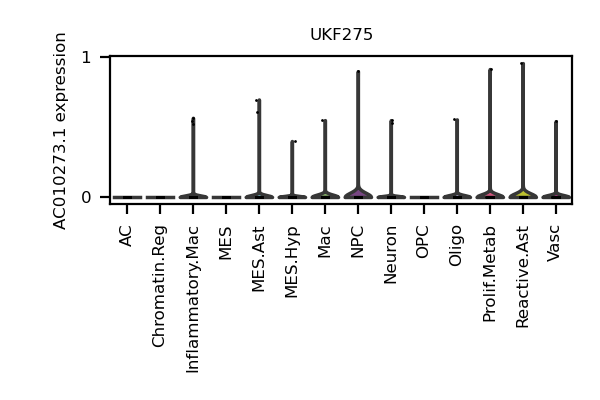 UKF275
AC010273.1 expression
1
0
AC
Chromatin.Reg
Inflammatory.Mac
MES
MES.Ast
MES.Hyp
Mac
NPC
Neuron
OPC
Oligo
Prolif.Metab
Reactive.Ast
Vasc